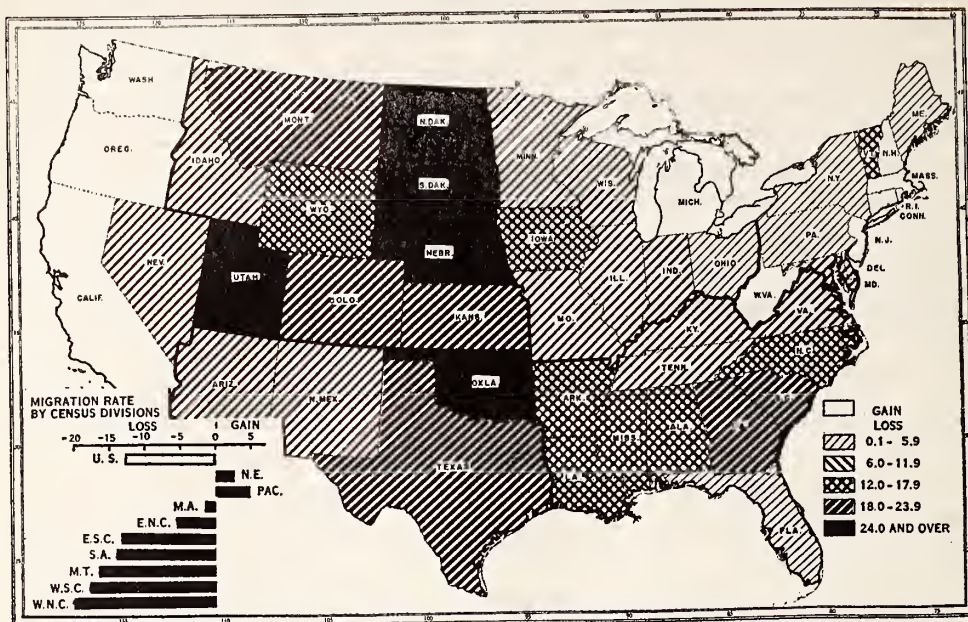 WASH
MONT.
N.DAK.
MINN.
ME.
OREG.
IDAHO
VT.
N.H.
S.DAK.
WIS.
N.Y.
MASS.
WYO.
MICH.
R.I.
CONN.
IOWA
PA.
N.J.
NEV.
NEBR.
OHIO
UTAH
ILL.
IND.
DEL.
CALIF.
COLO.
W.VA.
MD.
KANS.
MO.
VA.
KY.
N.C.
TENN.
ARIZ.
OKLA.
N.MEX.
ARK.
MISS.
ALA.
TEXAS
LA.
FLA.
MIGRATION RATE
BY CENSUS DIVISIONS
LOSS GAIN
-20 -15 -10 -5 0 5
U.S.
N.E.
PAC.
M.A.
E.N.C.
E.S.C.
S.A.
M.T.
W.S.C.
W.N.C.
GAIN
LOSS
0.1- 5.9
6.0-11.9
12.0-17.9
18.0-23.9
24.0 AND OVER